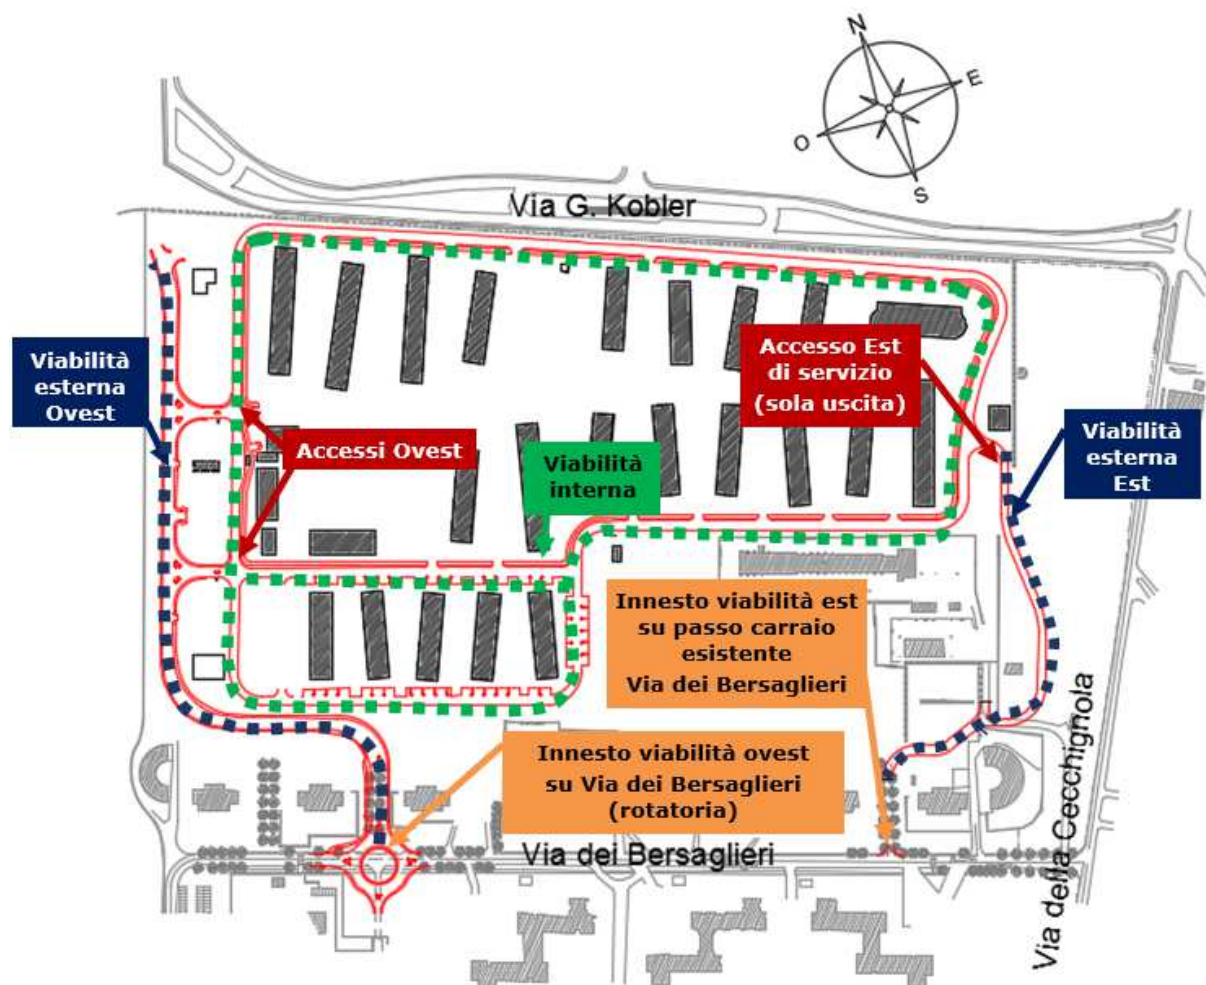 N
E
O
S
Via G. Kobler
Viabilità
esterna
Ovest
Accesso Est
di servizio
(sola uscita)
Accessi Ovest
Viabilità
interna
Viabilità
esterna
Est
Innesto viabilità est
su passo carraio
esistente
Via dei Bersaglieri
Innesto viabilità ovest
su Via dei Bersaglieri
(rotatoria)
Via dei Bersaglieri
Via della Cecchignola